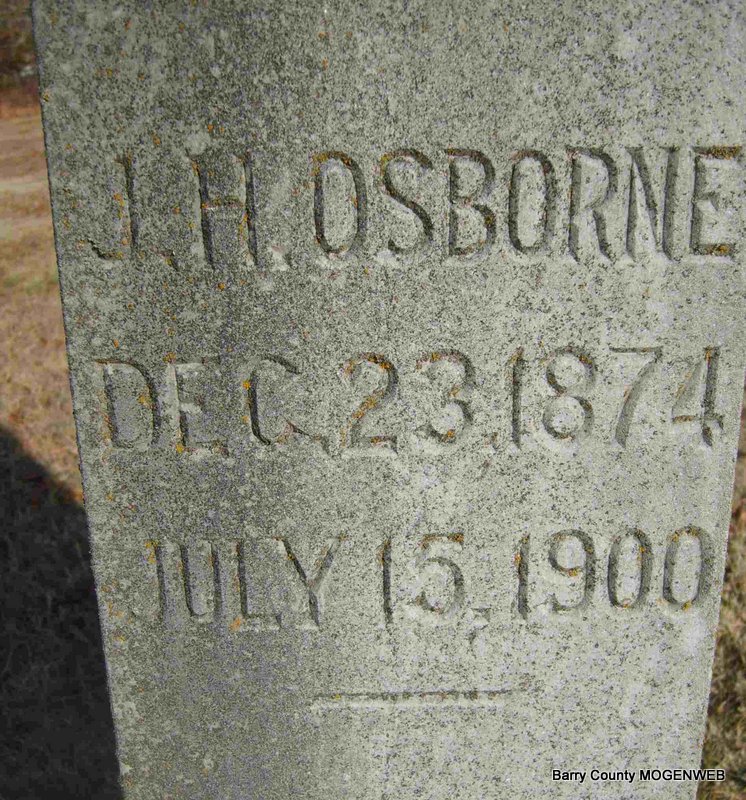 J.H. OSBORNE
DEC. 23, 1874
JULY 15, 1900
Barry County MOGENWEB